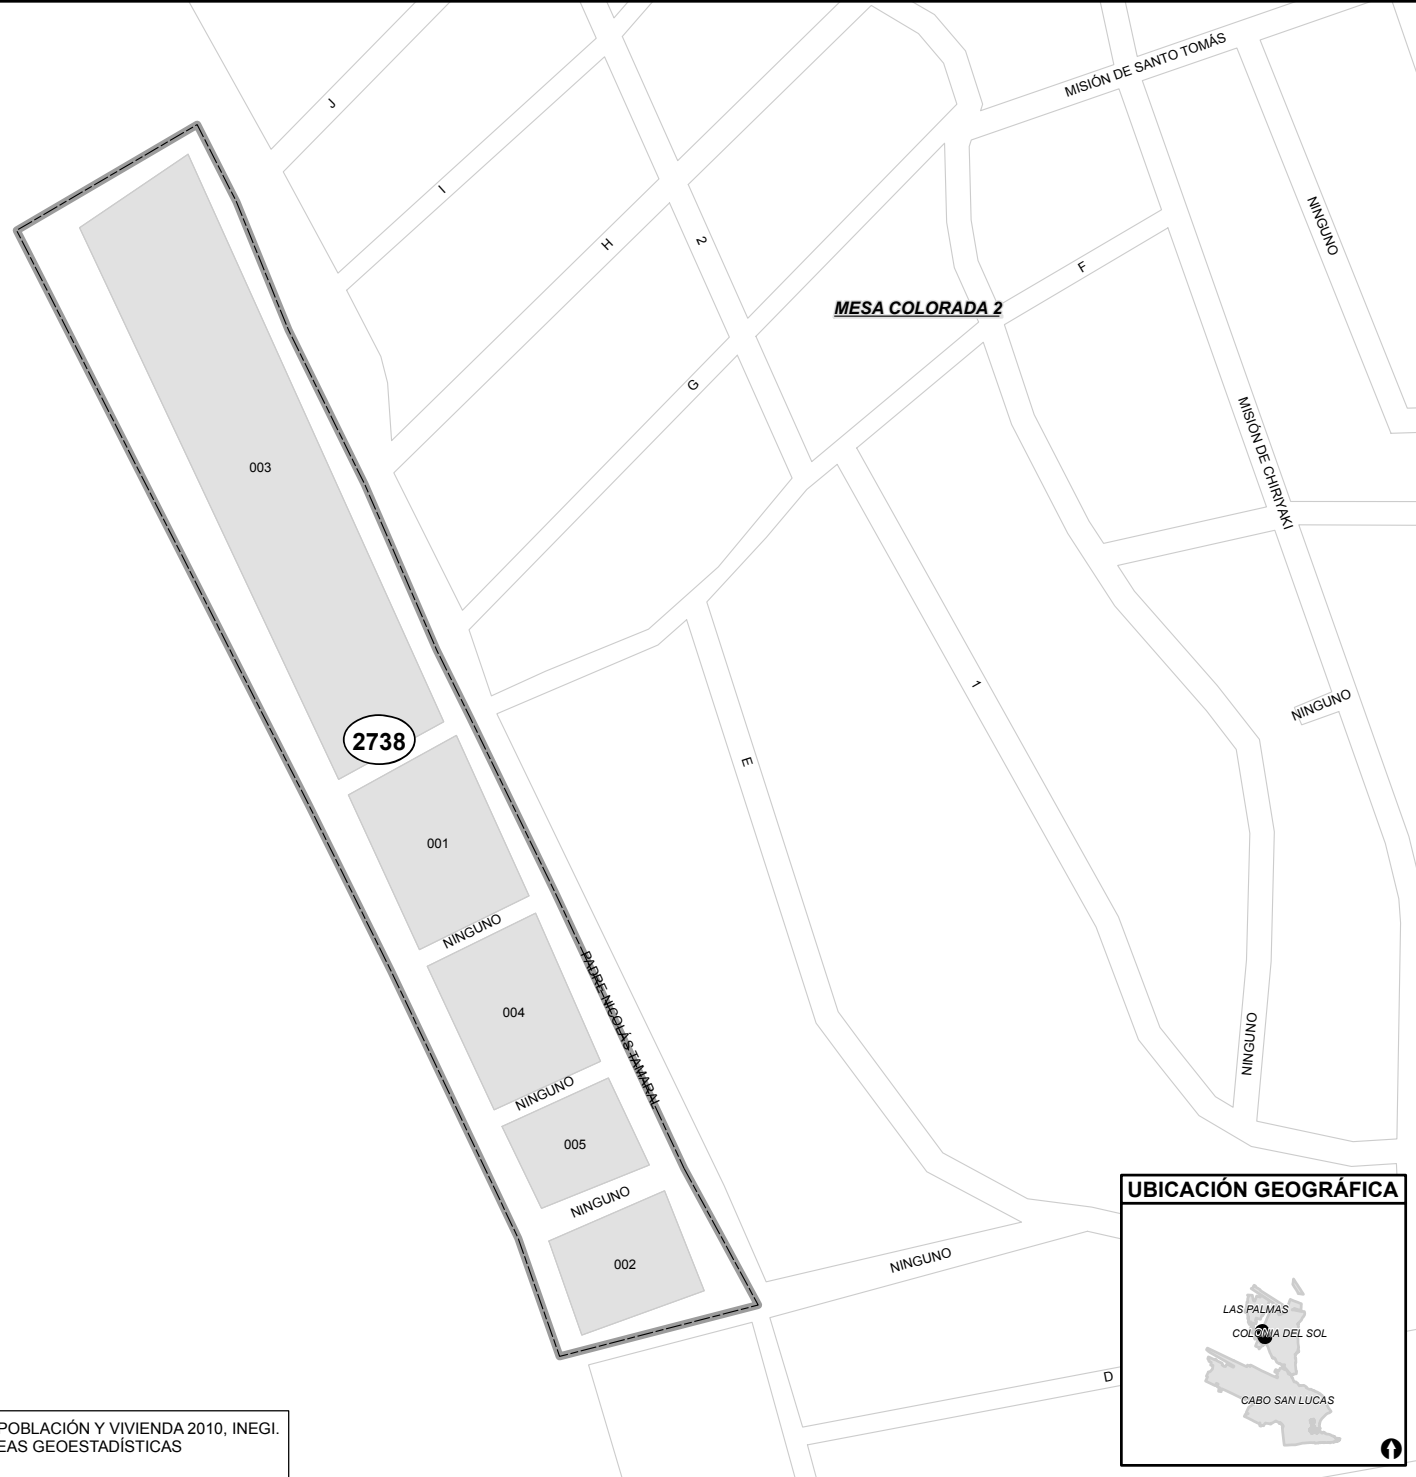 MISIÓN DE SANTO TOMÁS
J
I
H
2
NINGUNO
F
MESA COLORADA 2
G
MISIÓN DE CHIRIYAKI
003
1
NINGUNO
2738
E
001
NINGUNO
PADRE NICOLÁS TAMARAL
004
NINGUNO
NINGUNO
005
NINGUNO
002
NINGUNO
D
UBICACIÓN GEOGRÁFICA
LAS PALMAS
COLONIA DEL SOL
CABO SAN LUCAS
POBLACIÓN Y VIVIENDA 2010, INEGI.
EAS GEOESTADÍSTICAS